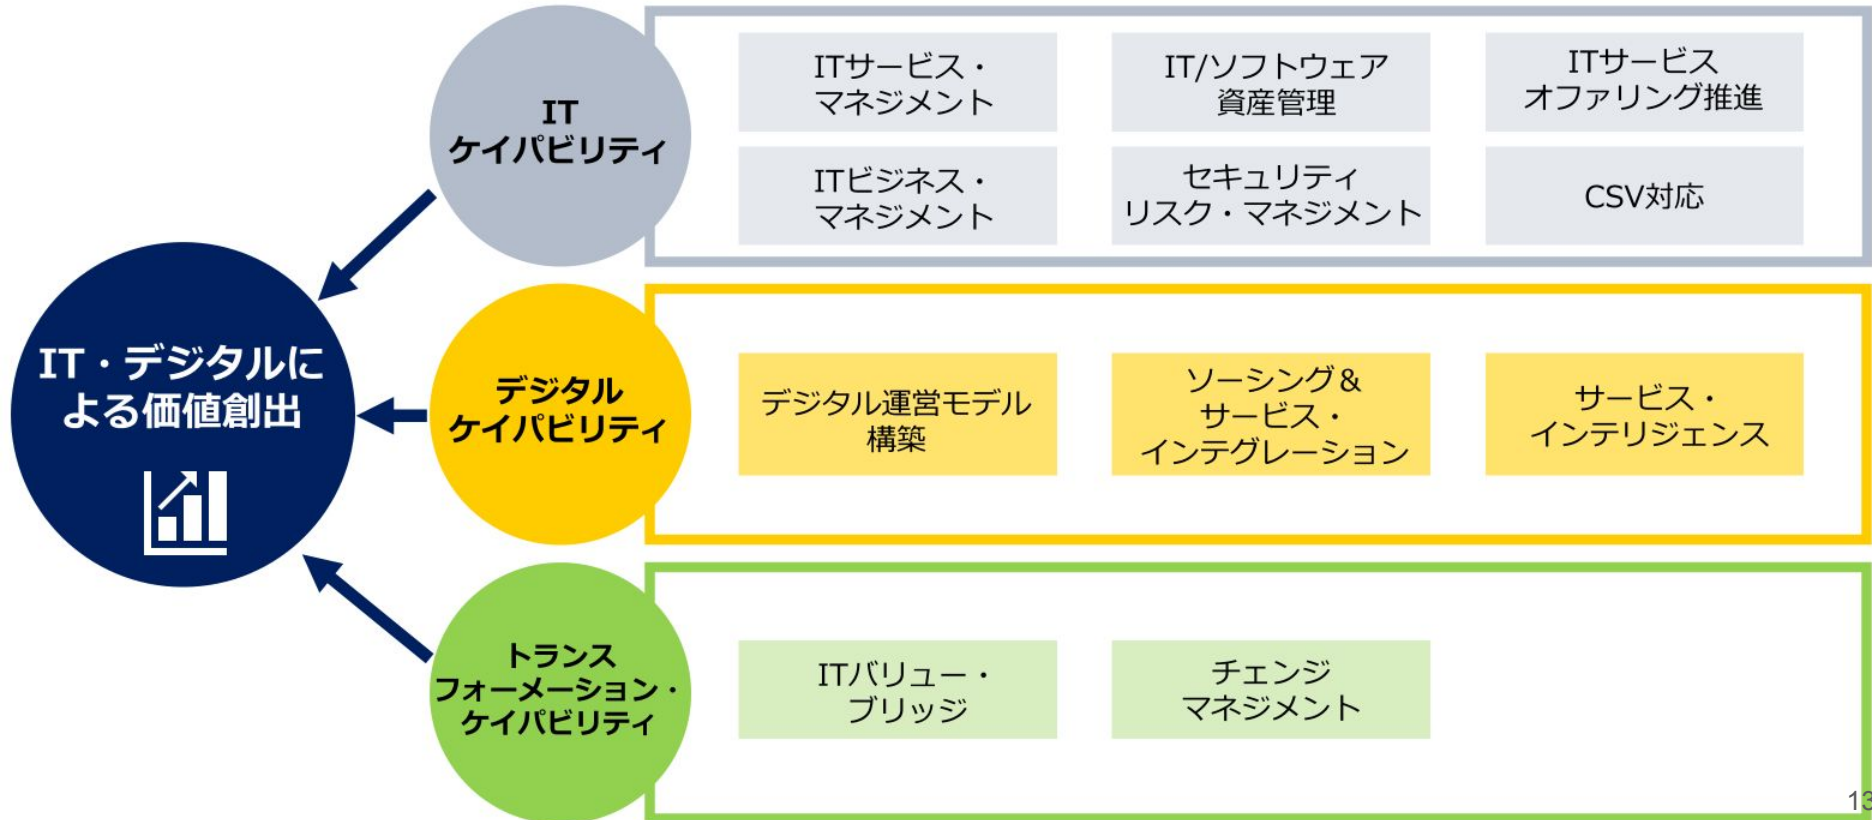 IT
ケイパビリティ
ITサービス・
マネジメント
IT/ソフトウェア
資産管理
ITサービス
オファリング推進
ITビジネス・
マネジメント
セキュリティ
リスク・マネジメント
CSV対応
IT・デジタルに
よる価値創出
デジタル
ケイパビリティ
デジタル運営モデル
構築
ソーシング＆
サービス・
インテグレーション
サービス・
インテリジェンス
トランス
フォーメーション・
ケイパビリティ
ITバリュー・
ブリッジ
チェンジ
マネジメント
13